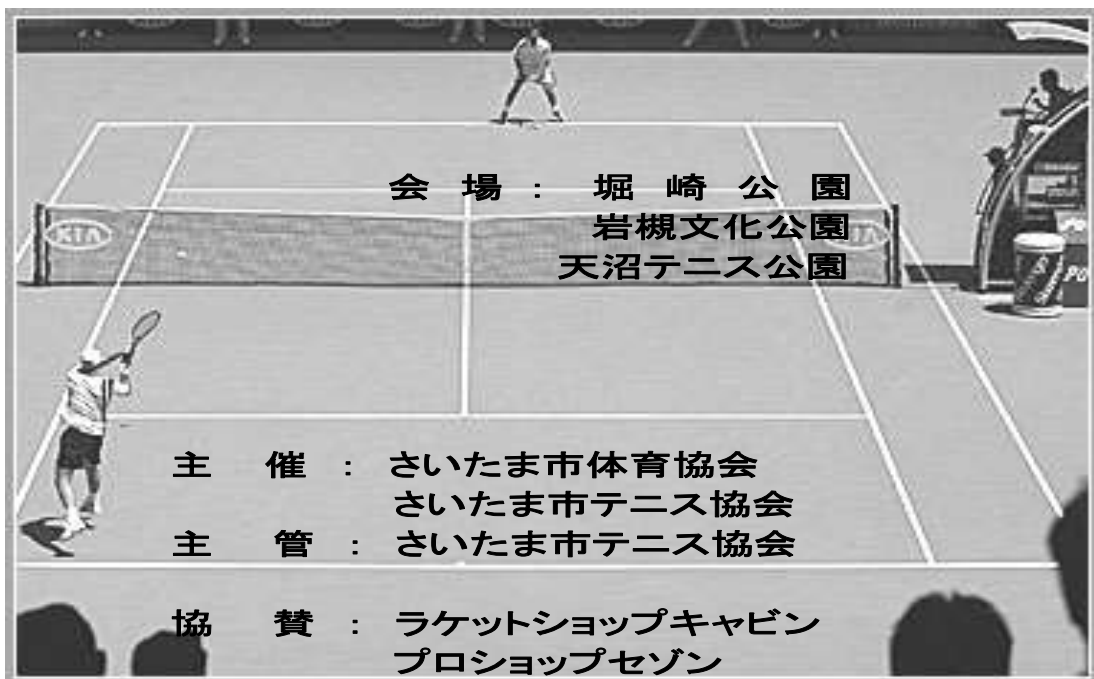 会 場 : 堀 崎 公 園
岩槻文化公園
天沼テニス公園
KIA
KIA
PO
主 催 : さいたま市体育協会
さいたま市テニス協会
主 管 : さいたま市テニス協会
協 賛 : ラケットショップキャビン
プロショップセゾン